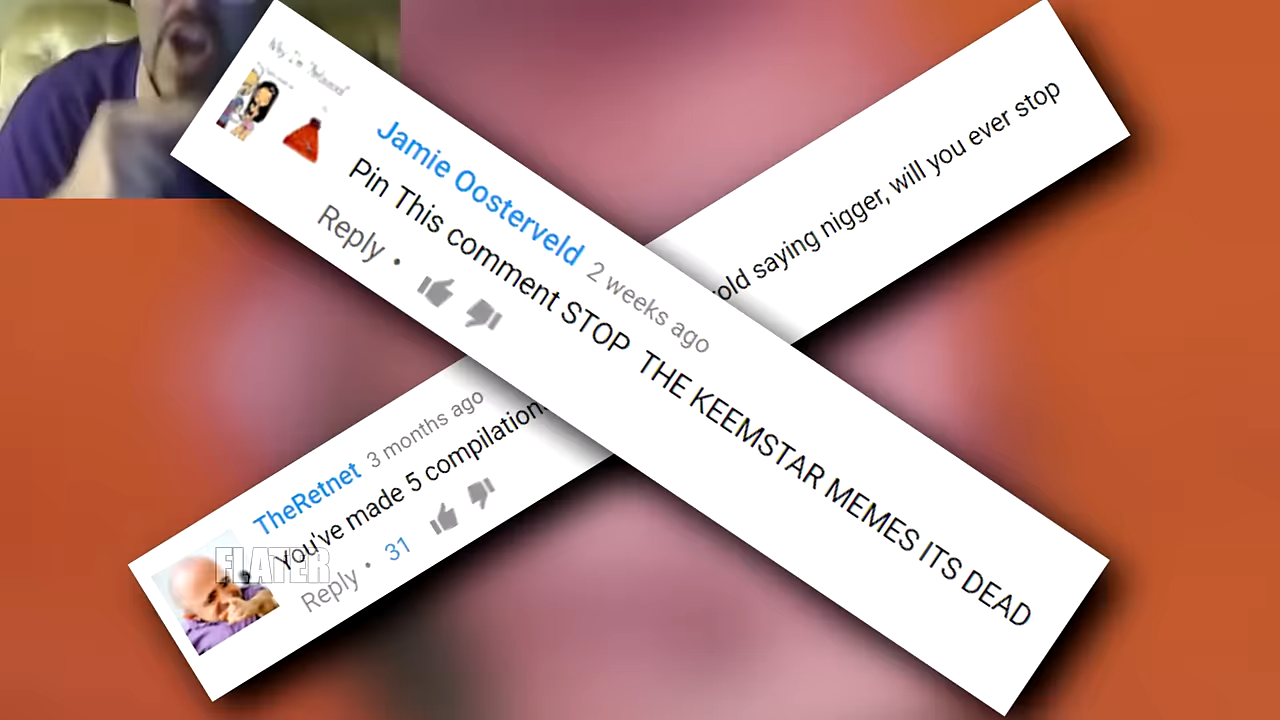 My I'm
Jamie Oosterveld 2 weeks ago
Pin This comment STOP THE KEEMSTAR MEMES ITS DEAD
Reply •
TheRetnet 3 months ago
You've made 5 compilation old saying nigger, will you ever stop
Reply • 31
FLATER